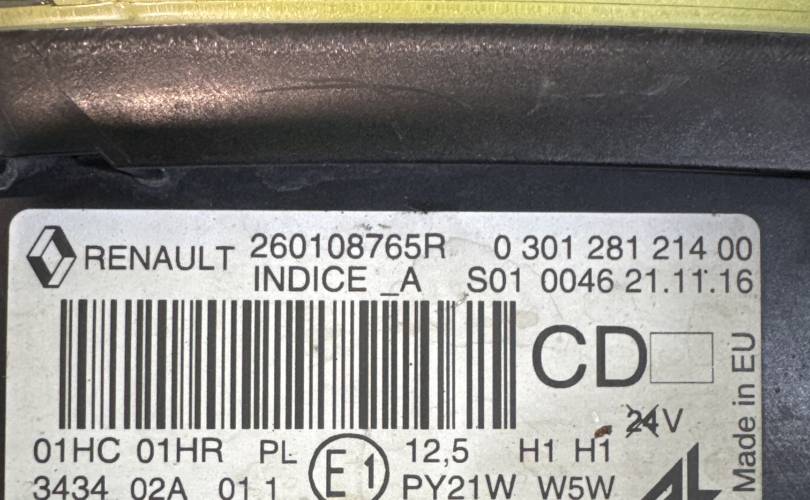 RENAULT 260108765R 0 301 281 214 00
INDICE _A S01 0046 21.11.16
CD
24V
Made in EU
01HC 01HR PL E1 12,5 H1 H1
3434 02A 01 1 PY21W W5W
AL